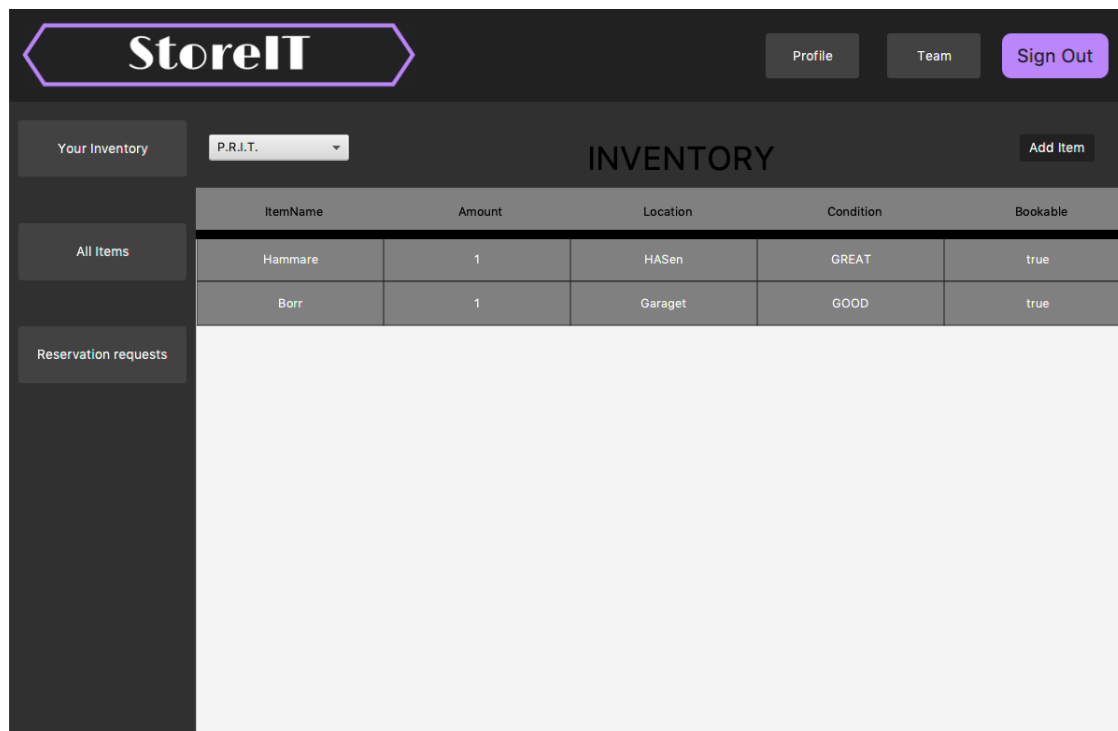 StoreIT
Profile Team Sign Out
Your Inventory
All Items
Reservation requests
P.R.I.T.
INVENTORY
Add Item
ItemName Amount Location Condition Bookable
Hammare 1 HASen GREAT true
Borr 1 Garaget GOOD true